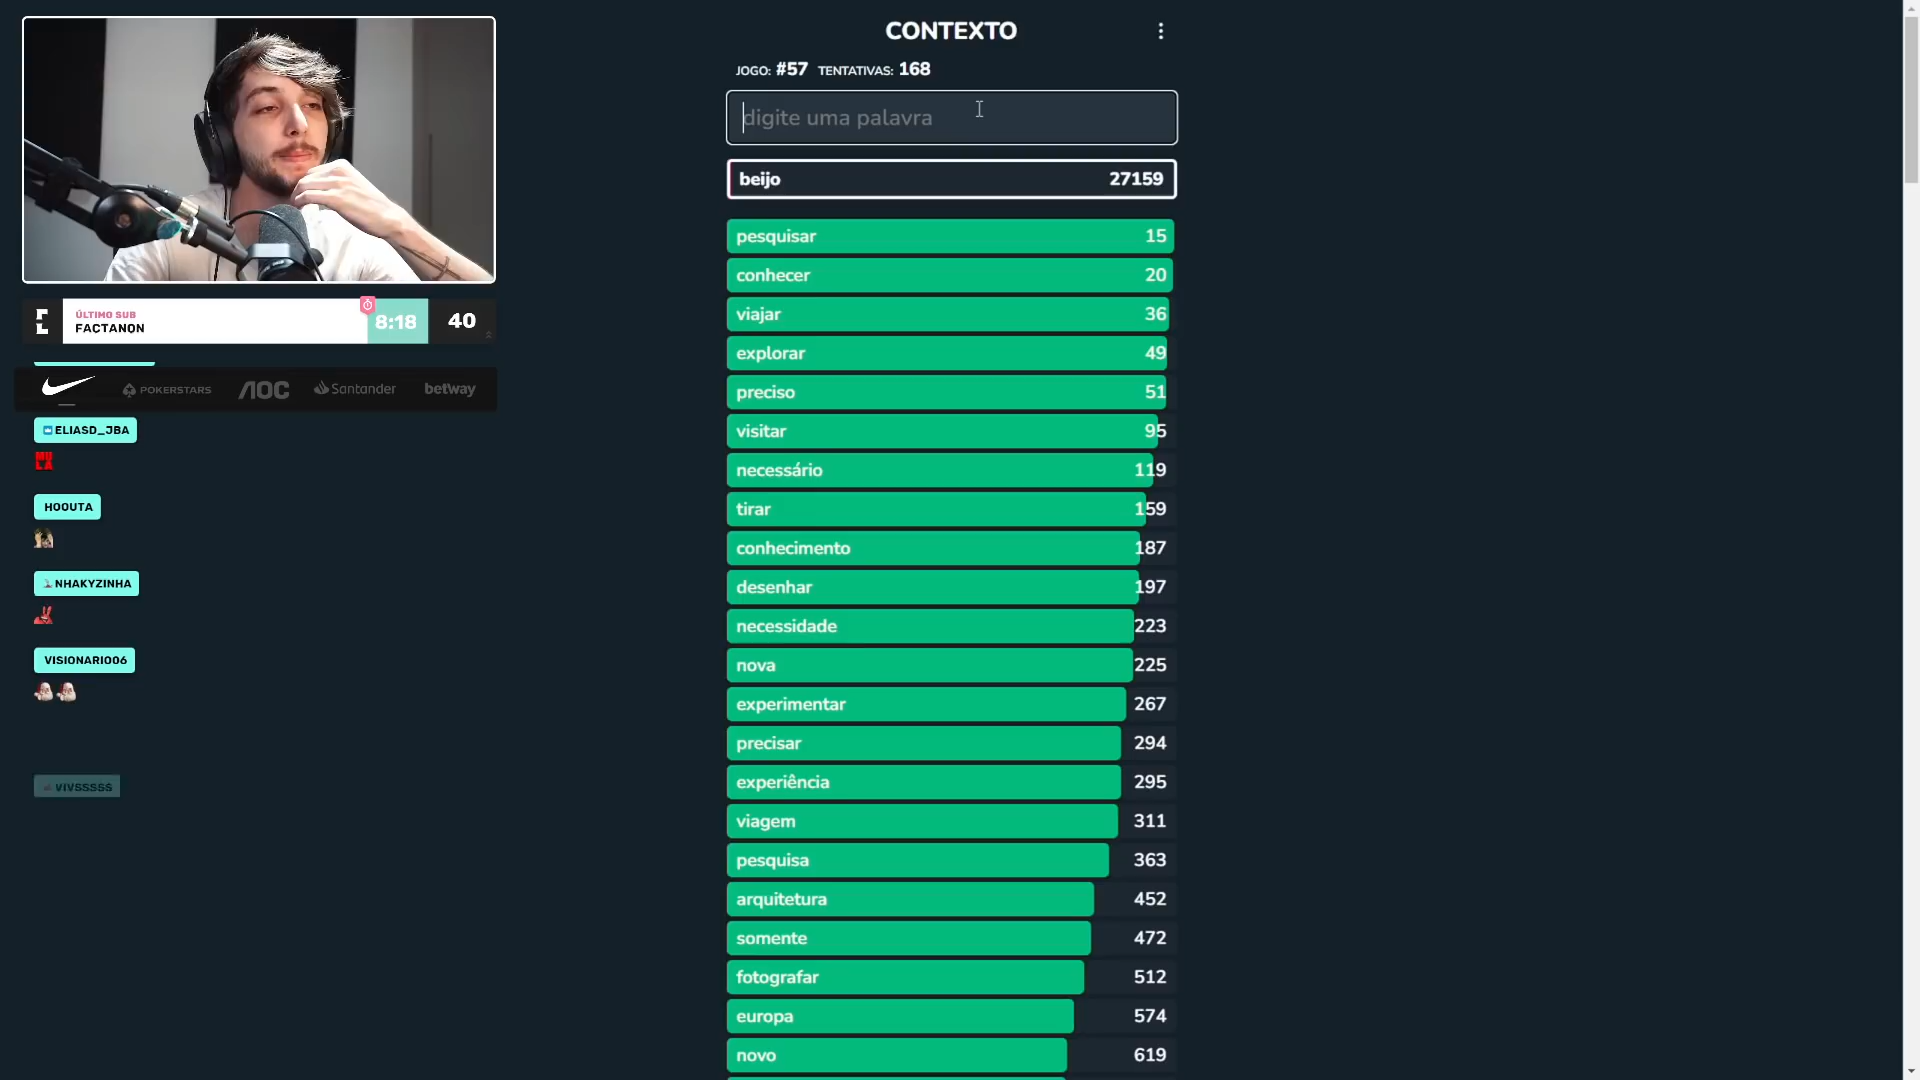 CONTEXTO
JOGO: #57 TENTATIVAS: 168
digite uma palavra
beijo 27159
pesquisar 15
conhecer 20
viajar 36
explorar 49
preciso 51
visitar 95
necessário 119
tirar 159
conhecimento 187
desenhar 197
necessidade 223
nova 225
experimentar 267
precisar 294
experiência 295
viagem 311
pesquisa 363
arquitetura 452
somente 472
fotografar 512
europa 574
novo 619
ÚLTIMO SUB
FACTANQN
8:18
40
POKERSTARS AOC Santander betway
ELIASD_JBA
HOOUTA
NHAKYZINHA
VISIONARIO06
VIVSSSSS